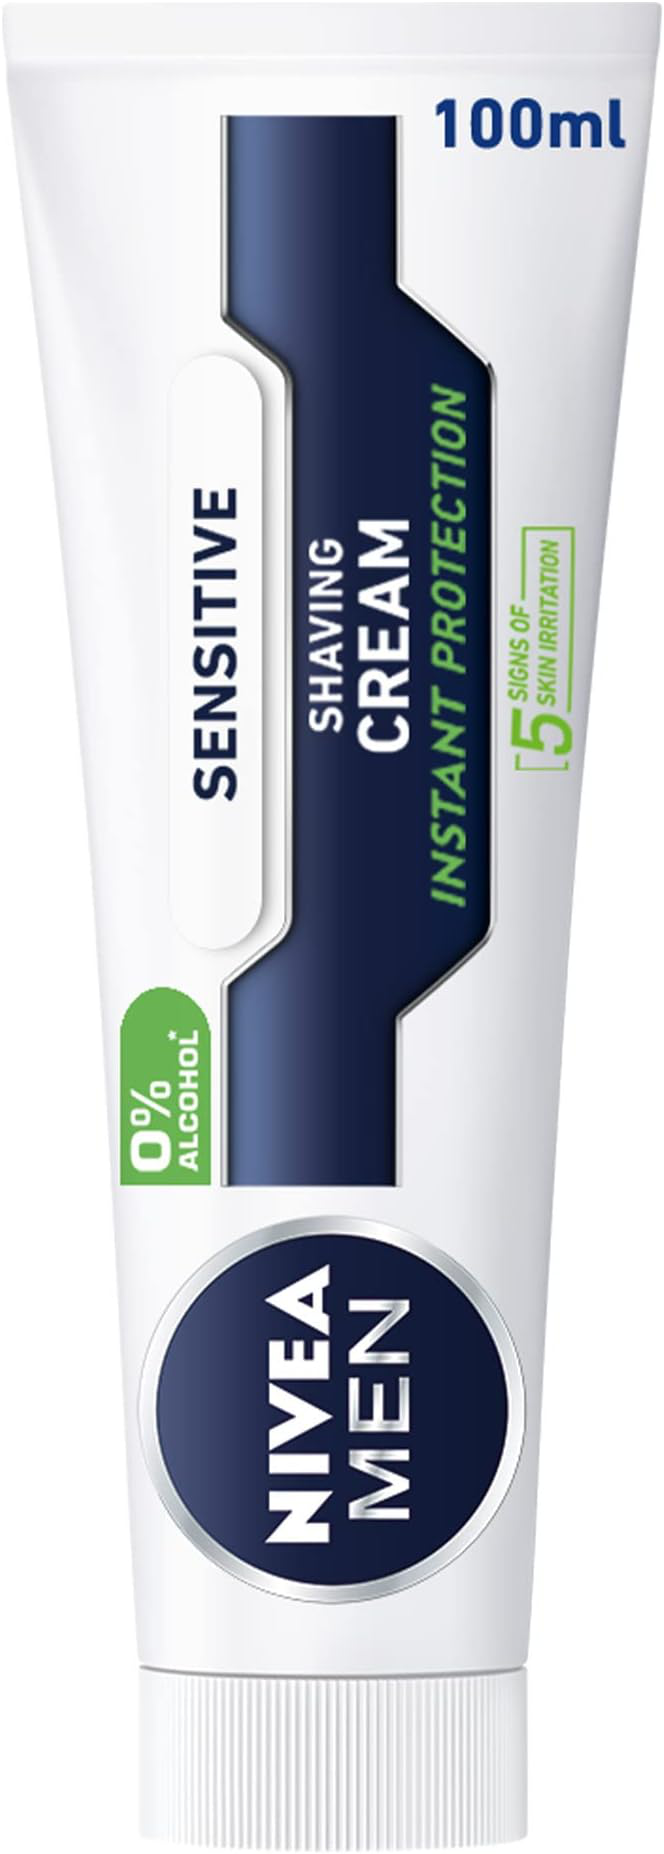 100ml
SENSITIVE
SHAVING
CREAM
INSTANT PROTECTION
5 SIGNS OF
SKIN IRRITATION
0%
ALCOHOL*
NIVEA
MEN